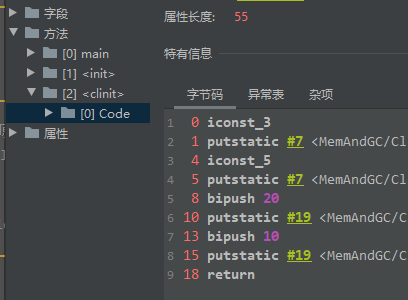 字段
方法
[0] main
[1] <init>
[2] <clinit>
[0] Code
属性
属性长度: 55
特有信息
字节码 异常表 杂项
1 0 iconst_3
2 1 putstatic #7 <MemAndGC/Cl
3 4 iconst_5
4 5 putstatic #7 <MemAndGC/Cl
5 8 bipush 20
6 10 putstatic #19 <MemAndGC/C
7 13 bipush 10
8 15 putstatic #19 <MemAndGC/C
9 18 return